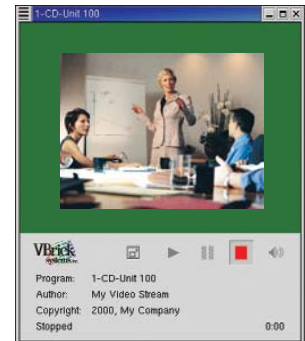 1-CD-Unit 100
VBrick
systems
Program: 1-CD-Unit 100
Author: My Video Stream
Copyright: 2000, My Company
Stopped 0:00